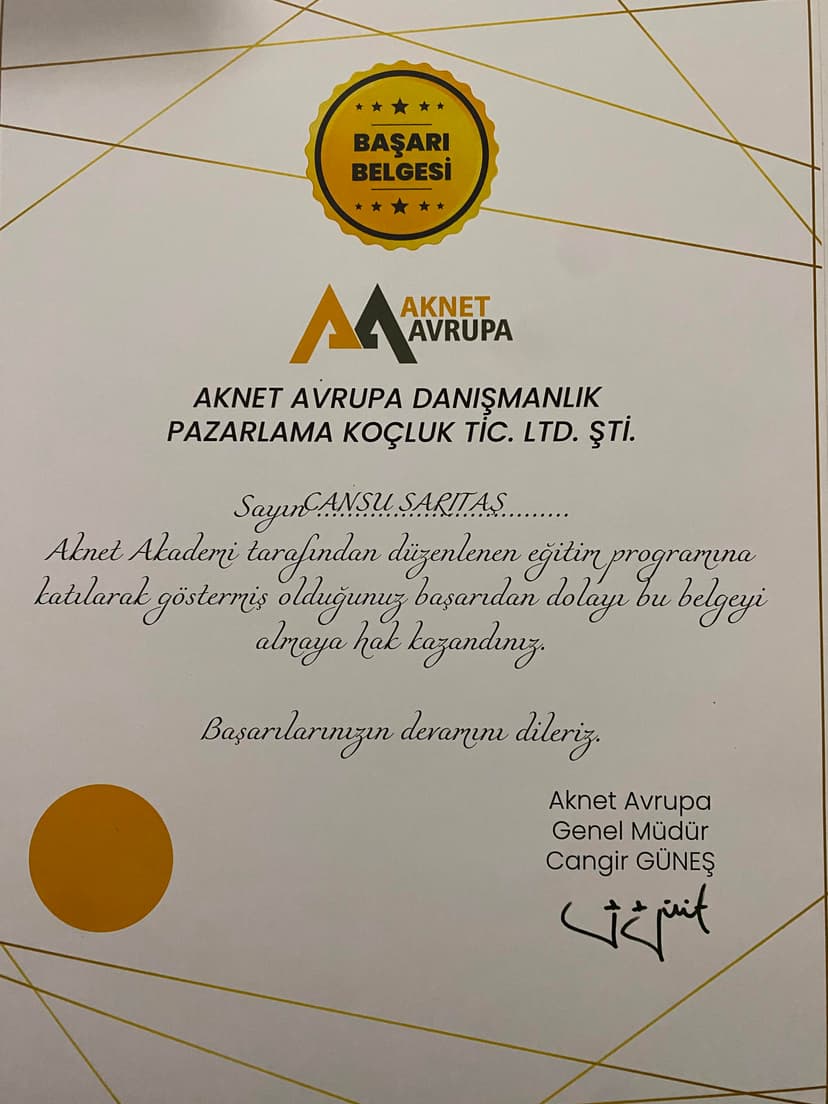 BAŞARI
BELGESİ
AKNET
AVRUPA
AKNET AVRUPA DANIŞMANLIK
PAZARLAMA KOÇLUK TİC. LTD. ŞTİ.
Sayın CANSU SARITAŞ..........
Aknet Akademi tarafından düzenlenen eğitim programına
katılarak göstermiş olduğunuz başarıdan dolayı bu belgeyi
almaya hak kazandınız.
Başarılarınızın devamını dileriz.
Aknet Avrupa
Genel Müdür
Cangir GÜNEŞ